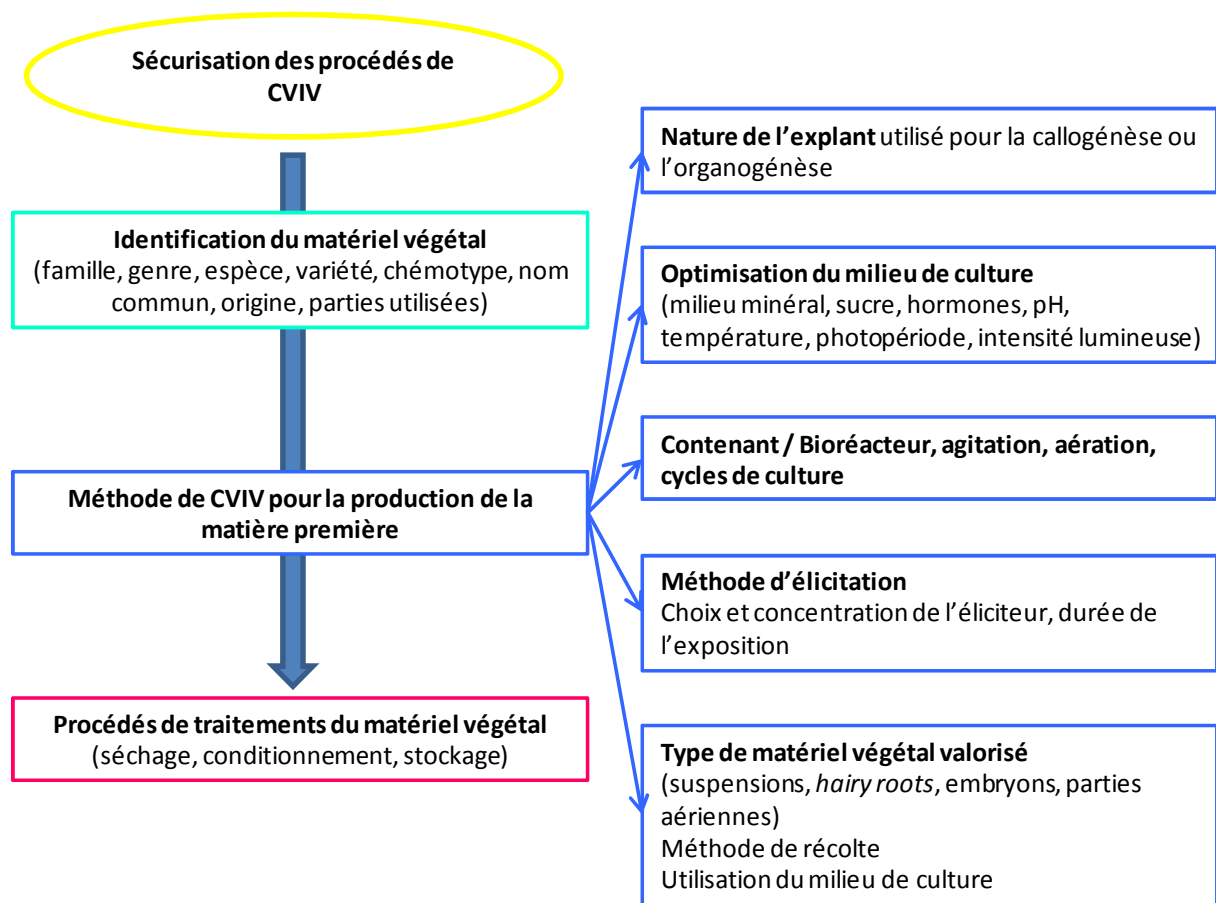 Sécurisation des procédés de
CVIV
Identification du matériel végétal
(famille, genre, espèce, variété, chémotype, nom
commun, origine, parties utilisées)
Méthode de CVIV pour la production de la
matière première
Procédés de traitements du matériel végétal
(séchage, conditionnement, stockage)
Nature de l’explant utilisé pour la callogénèse ou
l’organogénèse
Optimisation du milieu de culture
(milieu minéral, sucre, hormones, pH,
température, photopériode, intensité lumineuse)
Contenant / Bioréacteur, agitation, aération,
cycles de culture
Méthode d’élicitation
Choix et concentration de l’éliciteur, durée de
l’exposition
Type de matériel végétal valorisé
(suspensions, hairy roots, embryons, parties
aériennes)
Méthode de récolte
Utilisation du milieu de culture